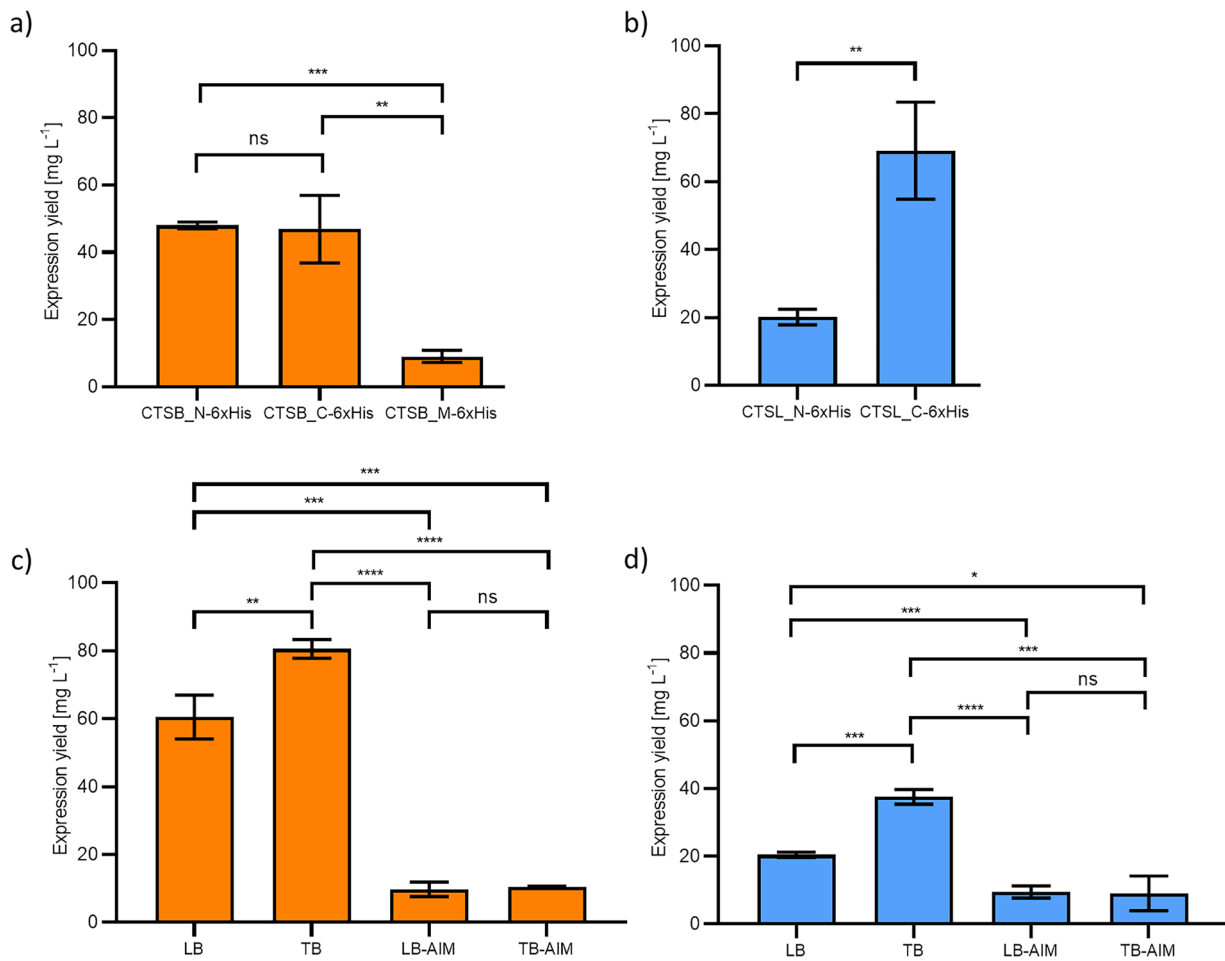 a)
100
80
60
40
20
0
Expression yield [mg L⁻¹]
***
**
ns
CTSB_N-6xHis CTSB_C-6xHis CTSB_M-6xHis
b)
100
80
60
40
20
0
Expression yield [mg L⁻¹]
**
CTSL_N-6xHis CTSL_C-6xHis
c)
100
80
60
40
20
0
Expression yield [mg L⁻¹]
***
***
****
****
ns
**
LB TB LB-AIM TB-AIM
d)
100
80
60
40
20
0
Expression yield [mg L⁻¹]
*
***
***
ns
****
***
LB TB LB-AIM TB-AIM